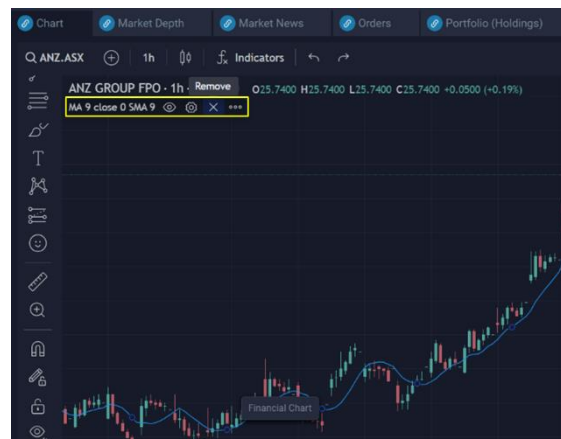 Chart Market Depth Market News Orders Portfolio (Holdings)
ANZ.ASX 1h fx Indicators
Remove
ANZ GROUP FPO · 1h · O25.7400 H25.7400 L25.7400 C25.7400 +0.0500 (+0.19%)
MA 9 close 0 SMA 9
T
Financial Chart